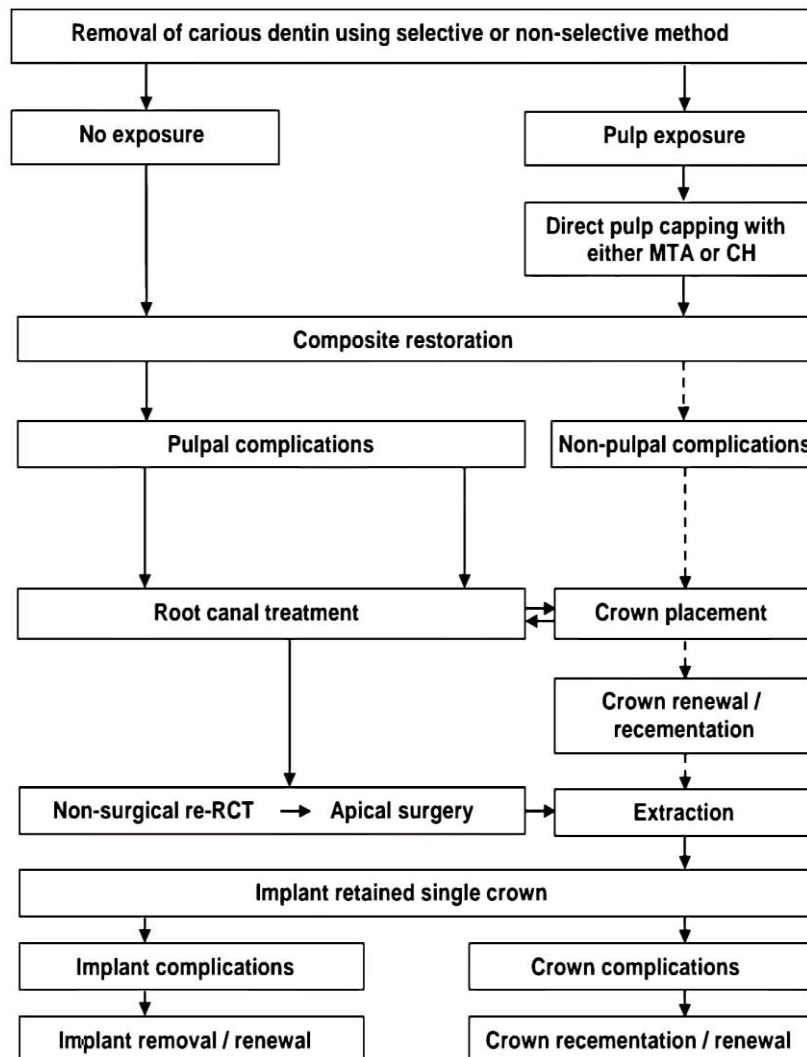 Removal of carious dentin using selective or non-selective method
No exposure
Pulp exposure
Direct pulp capping with
either MTA or CH
Composite restoration
Pulpal complications
Non-pulpal complications
Root canal treatment
Crown placement
Crown renewal /
recementation
Non-surgical re-RCT
Apical surgery
Extraction
Implant retained single crown
Implant complications
Crown complications
Implant removal / renewal
Crown recementation / renewal